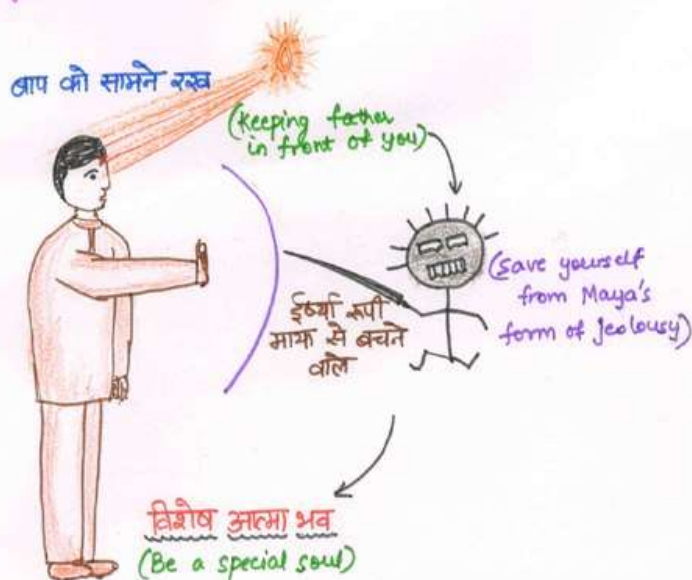 बाप को सामने रख
(Keeping father
in front of you)
ईर्ष्या रूपी
माया से बचने
वाले
(Save yourself
from Maya's
form of jealousy)
विशेष आत्मा भव
(Be a special soul)